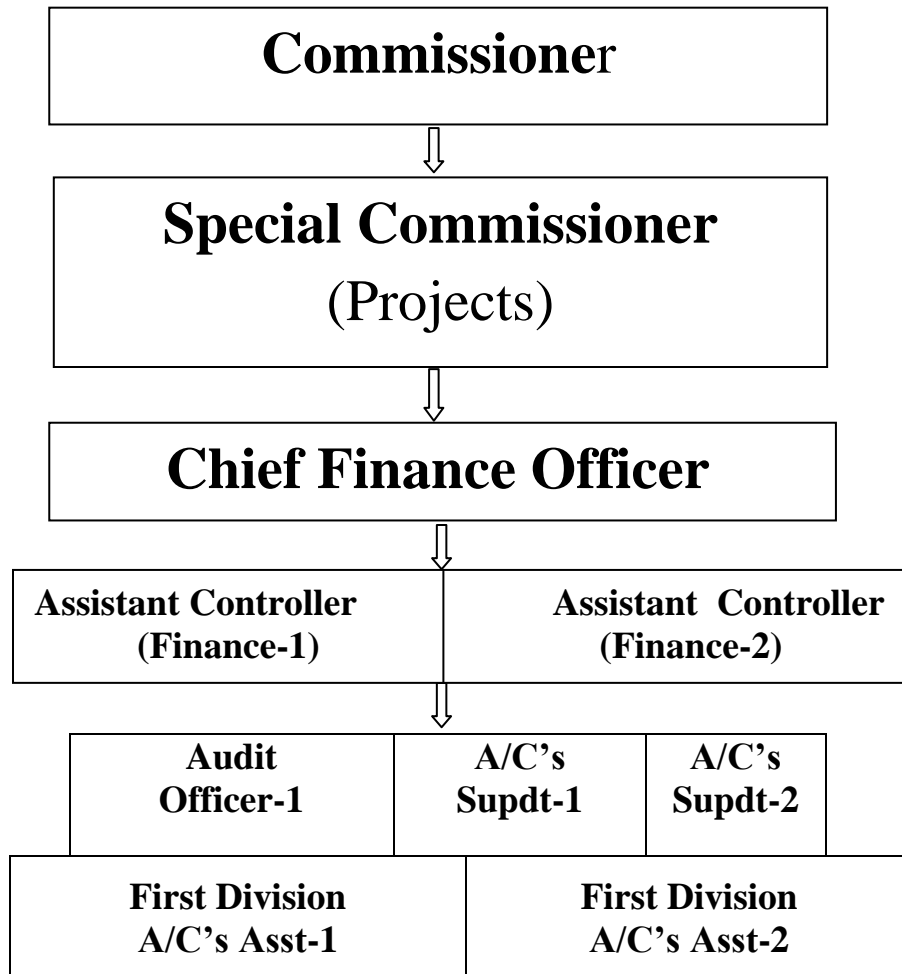 Commissioner
Special Commissioner
(Projects)
Chief Finance Officer
Assistant Controller
(Finance-1)
Assistant Controller
(Finance-2)
Audit
Officer-1
A/C’s
Supdt-1
A/C’s
Supdt-2
First Division
A/C’s Asst-1
First Division
A/C’s Asst-2